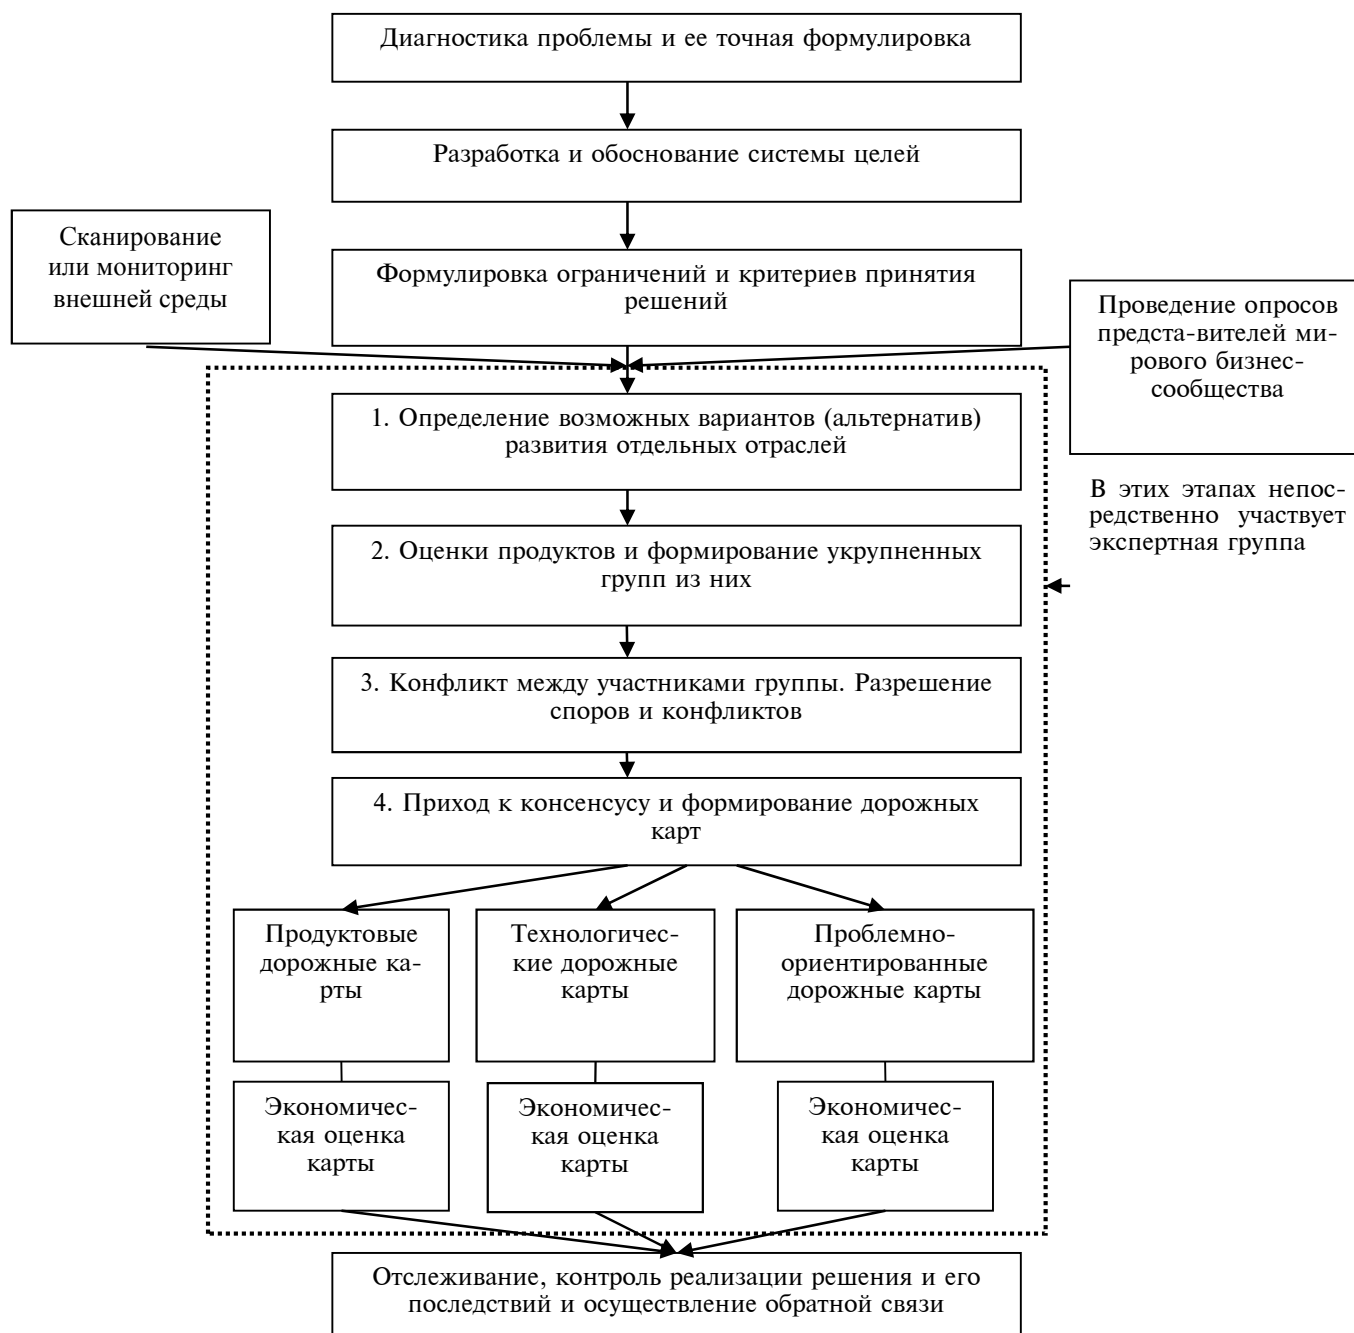 Диагностика проблемы и ее точная формулировка
Разработка и обоснование системы целей
Сканирование
или мониторинг
внешней среды
Формулировка ограничений и критериев принятия
решений
Проведение опросов
предста-вителей ми-
рового бизнес-
сообщества
1. Определение возможных вариантов (альтернатив)
развития отдельных отраслей
В этих этапах непос-
редственно участвует
экспертная группа
2. Оценки продуктов и формирование укрупненных
групп из них
3. Конфликт между участниками группы. Разрешение
споров и конфликтов
4. Приход к консенсусу и формирование дорожных
карт
Продуктовые
дорожные ка-
рты
Технологичес-
кие дорожные
карты
Проблемно-
ориентированные
дорожные карты
Экономичес-
кая оценка
карты
Экономичес-
кая оценка
карты
Экономичес-
кая оценка
карты
Отслеживание, контроль реализации решения и его
последствий и осуществление обратной связи